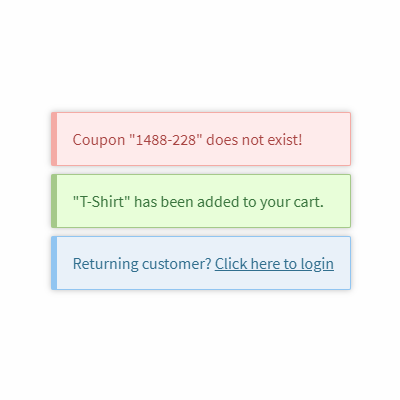 Coupon "1488-228" does not exist!
"T-Shirt" has been added to your cart.
Returning customer? Click here to login